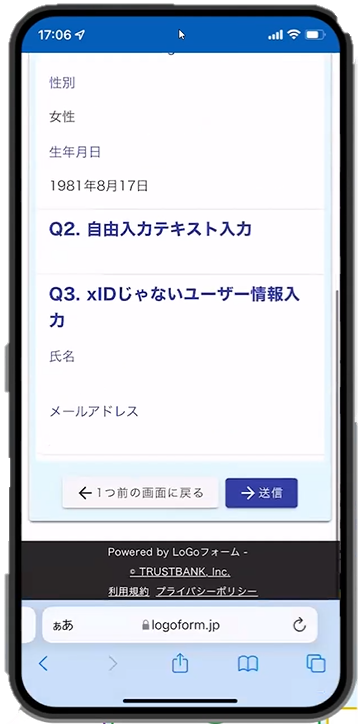 17:06
性別
女性
生年月日
1981年8月17日
Q2. 自由入力テキスト入力
Q3. xIDじゃないユーザー情報入
力
氏名
メールアドレス
1つ前の画面に戻る
送信
Powered by LoGoフォーム -
© TRUSTBANK, Inc.
利用規約 プライバシーポリシー
ぁあ
logoform.jp